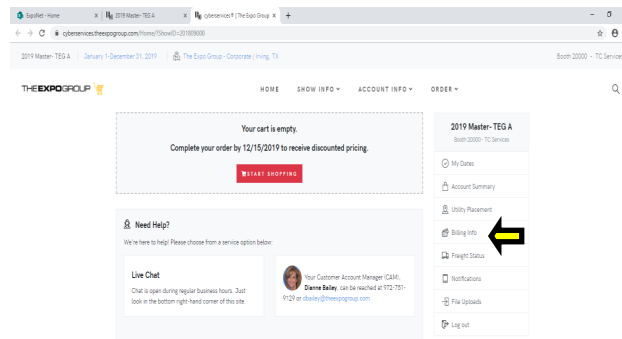 ExpoNet - Home
2019 Master- TEG A
cyberservices® | The Expo Group
cyberservices.theexpogroup.com/Home/?ShowID=201809000
2019 Master- TEG A | January 1-December 31, 2019 | The Expo Group - Corporate | Irving, TX
Booth 20000 - TC Services
THE EXPO GROUP
HOME SHOW INFO ACCOUNT INFO ORDER
Your cart is empty.
Complete your order by 12/15/2019 to receive discounted pricing.
START SHOPPING
2019 Master- TEG A
Booth 20000 - TC Services
My Dates
Account Summary
Utility Placement
Billing Info
Freight Status
Notifications
File Uploads
Log out
Need Help?
We're here to help! Please choose from a service option below:
Live Chat
Chat is open during regular business hours. Just
look in the bottom right-hand corner of this site.
Your Customer Account Manager (CAM),
Dianne Bailey, can be reached at 972-751-
9129 or dbailey@theexpogroup.com